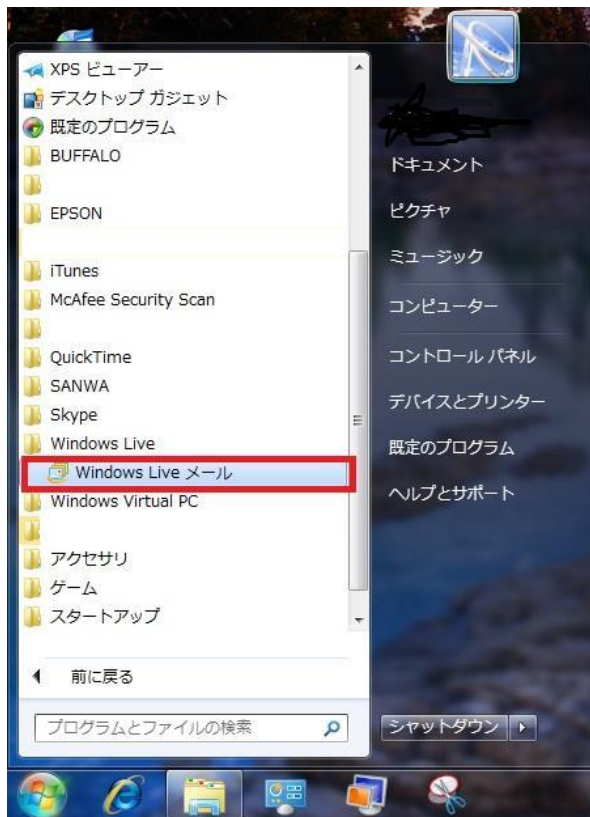 XPS ビューアー
デスクトップ ガジェット
既定のプログラム
BUFFALO
EPSON
iTunes
McAfee Security Scan
QuickTime
SANWA
Skype
Windows Live
Windows Live メール
Windows Virtual PC
アクセサリ
ゲーム
スタートアップ
前に戻る
プログラムとファイルの検索
ドキュメント
ピクチャ
ミュージック
コンピューター
コントロール パネル
デバイスとプリンター
既定のプログラム
ヘルプとサポート
シャットダウン